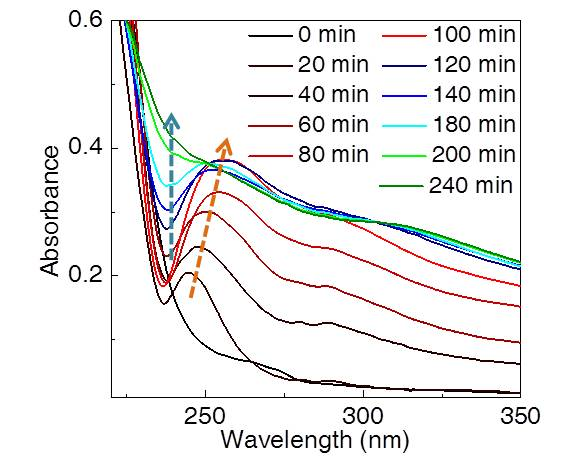 0.6
0.4
0.2
Absorbance
0 min
20 min
40 min
60 min
80 min
100 min
120 min
140 min
180 min
200 min
240 min
250
300
350
Wavelength (nm)